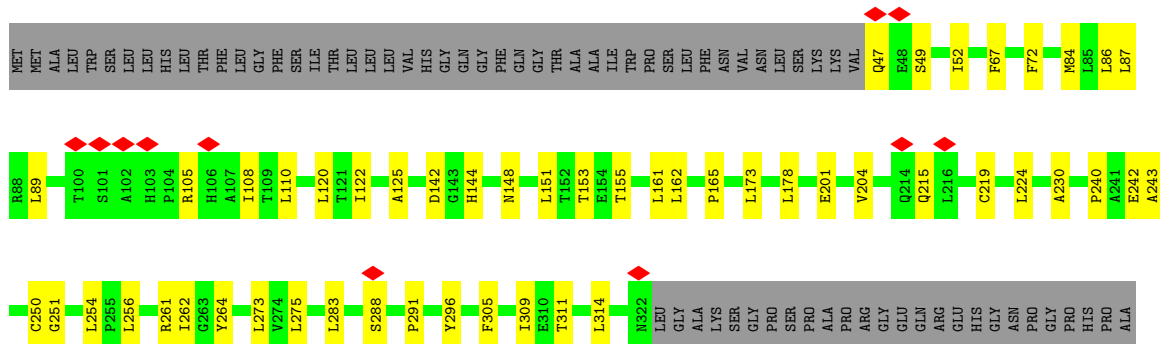 MET MET ALA LEU TRP SER LEU LEU HIS LEU THR PHE LEU GLY PHE SER ILE THR LEU LEU LEU VAL HIS GLY GLN GLY PHE GLN GLY THR ALA ALA ILE TRP PRO SER LEU PHE ASN VAL ASN LEU SER LYS LYS VAL Q47 E48 S49 I52 F67 F72 M84 L85 L86 L87
R88 L89 T100 S101 A102 H103 P104 R105 H106 A107 I108 T109 L110 L120 T121 I122 A125 D142 G143 H144 N148 L151 T152 T153 E154 T155 L161 L162 P165 L173 L178 E201 V204 Q214 Q215 L216 C219 L224 A230 P240 A241 E242 A243
C250 G251 L254 P255 L256 R261 I262 G263 Y264 L273 V274 L275 L283 S288 P291 Y296 F305 I309 E310 T311 L314 N322 LEU GLY ALA LYS SER GLY PRO SER PRO ALA PRO ARG GLY GLU GLN ARG GLU HIS GLY ASN PRO GLY PRO HIS PRO ALA